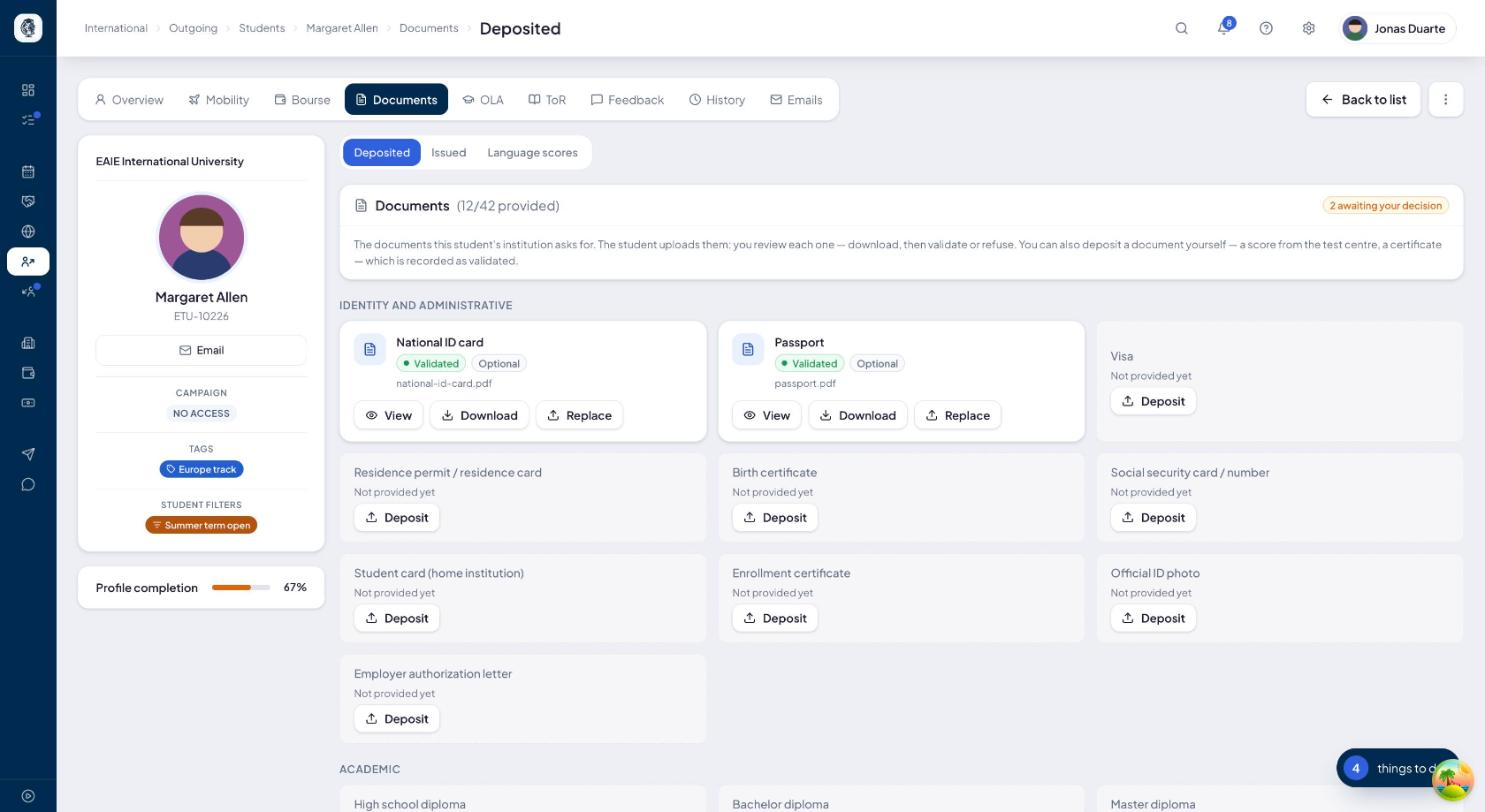 International
Outgoing
Students
Margaret Allen
Documents
Deposited
8
Jonas Duarte
Overview
Mobility
Bourse
Documents
OLA
ToR
Feedback
History
Emails
Back to list
EAIE International University
Margaret Allen
ETU-10226
Email
CAMPAIGN
NO ACCESS
TAGS
Europe track
STUDENT FILTERS
Summer term open
Profile completion 67%
Deposited
Issued
Language scores
Documents (12/42 provided)
2 awaiting your decision
The documents this student's institution asks for. The student uploads them; you review each one — download, then validate or refuse. You can also deposit a document yourself — a score from the test centre, a certificate
— which is recorded as validated.
IDENTITY AND ADMINISTRATIVE
National ID card
Validated
Optional
national-id-card.pdf
View
Download
Replace
Passport
Validated
Optional
passport.pdf
View
Download
Replace
Visa
Not provided yet
Deposit
Residence permit / residence card
Not provided yet
Deposit
Birth certificate
Not provided yet
Deposit
Social security card / number
Not provided yet
Deposit
Student card (home institution)
Not provided yet
Deposit
Enrollment certificate
Not provided yet
Deposit
Official ID photo
Not provided yet
Deposit
Employer authorization letter
Not provided yet
Deposit
ACADEMIC
High school diploma
Bachelor diploma
Master diploma
4 things to